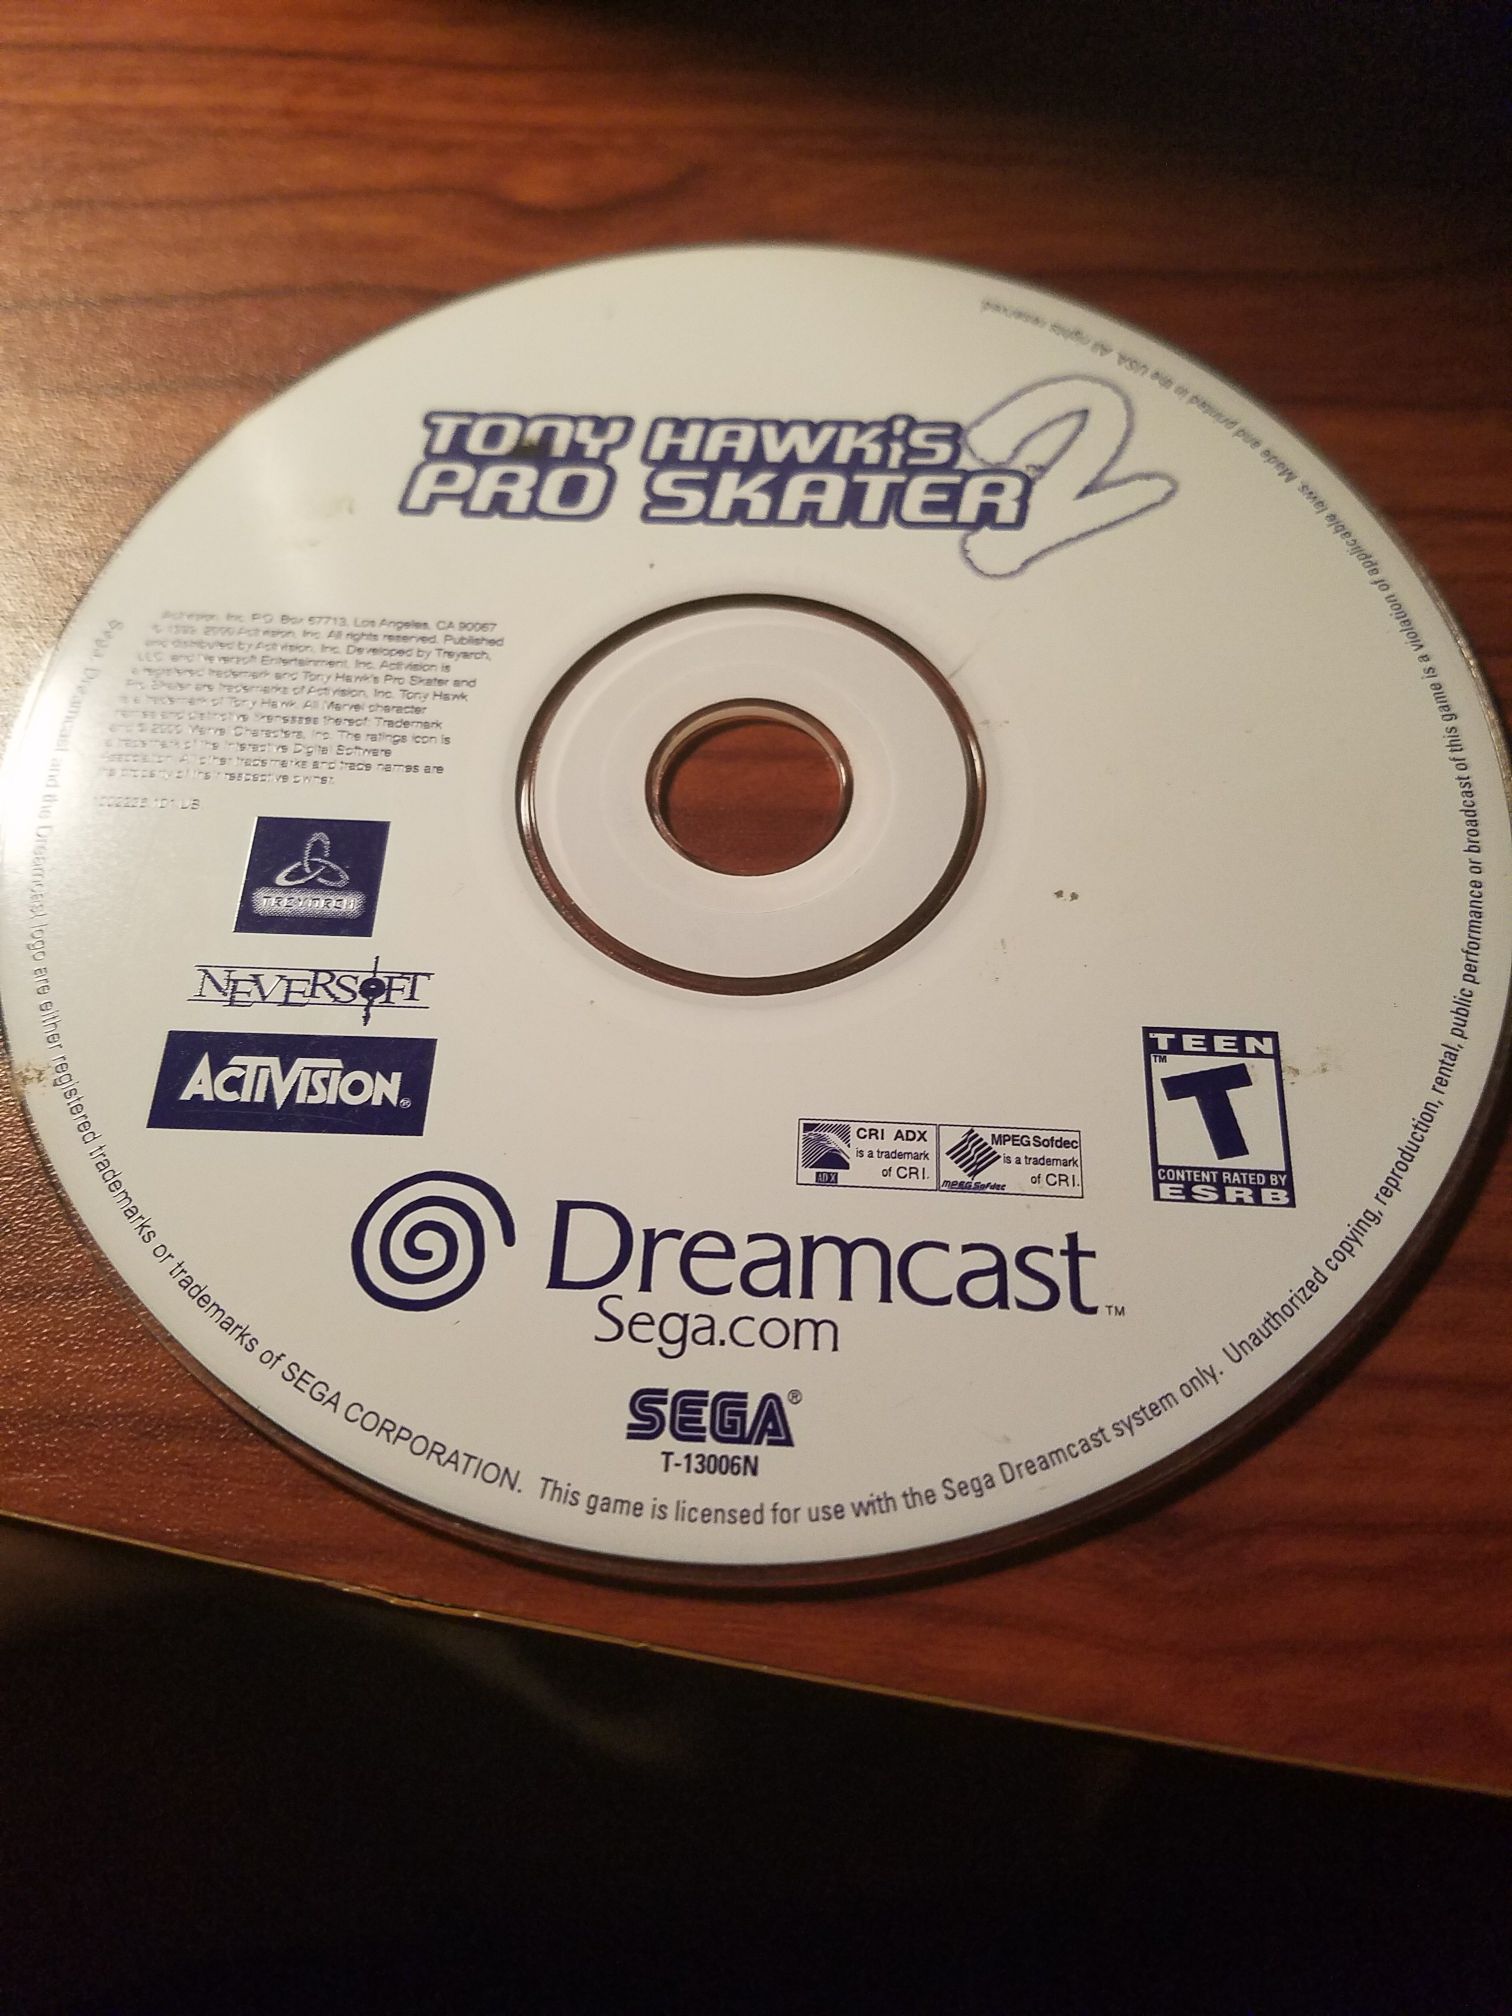 TONY HAWK'S
PRO SKATER 2
Activision, Inc. P.O. Box 67713, Los Angeles, CA 90067
© 1999, 2000 Activision, Inc. All rights reserved. Published
and distributed by Activision, Inc. Developed by Treyarch,
LLC. and Neversoft Entertainment, Inc. Activision is
a registered trademark and Tony Hawk's Pro Skater and
Pro Skater are trademarks of Activision, Inc. Tony Hawk
is a trademark of Tony Hawk. All Marvel character
names and distinctive likenesses thereof: Trademark
and © 2000 Marvel Characters, Inc. The ratings icon is
a trademark of the Interactive Digital Software
Association. All other trademarks and trade names are
the property of their respective owner.
TREYARCH
NEVERSOFT
ACTIVISION®
CRI ADX
is a trademark
of CRI.
ADX
MPEG Sofdec
is a trademark
of CRI.
MPEG Sofdec
TEEN
T™
CONTENT RATED BY
ESRB
Dreamcast™
Sega.com
SEGA®
T-13006N
Sega Dreamcast and the Dreamcast logo are either registered trademarks or trademarks of SEGA CORPORATION. This game is licensed for use with the Sega Dreamcast system only. Unauthorized copying, reproduction, rental, public performance or broadcast of this game is a violation of applicable laws. Made and printed in the USA. All rights reserved.